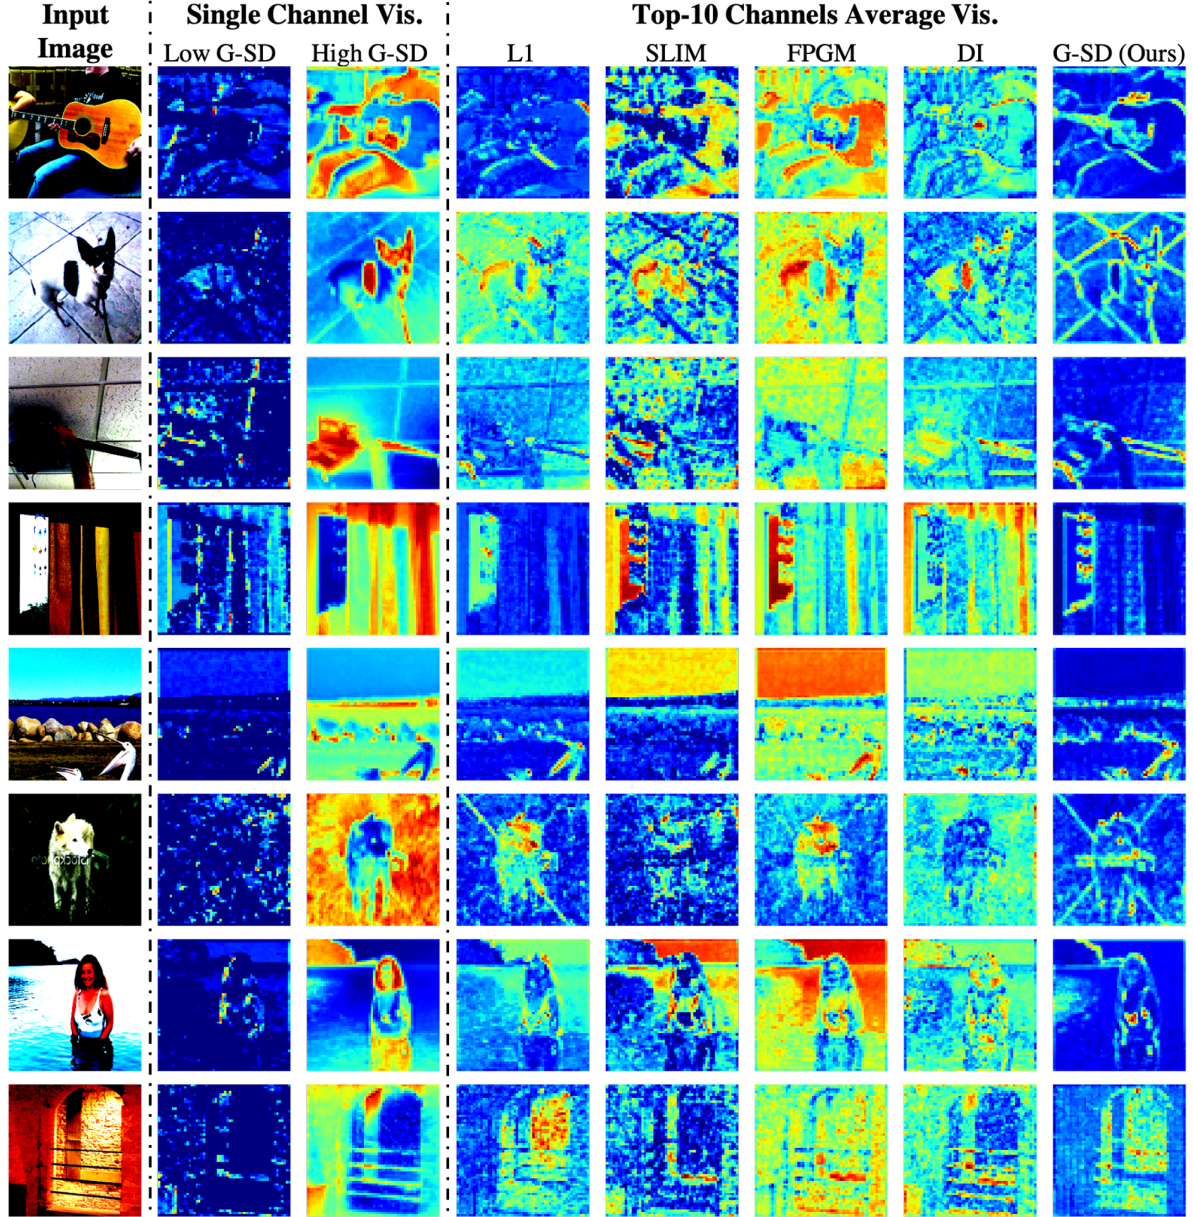 Input Image
Single Channel Vis.
Top-10 Channels Average Vis.
Low G-SD
High G-SD
L1
SLIM
FPGM
DI
G-SD (Ours)